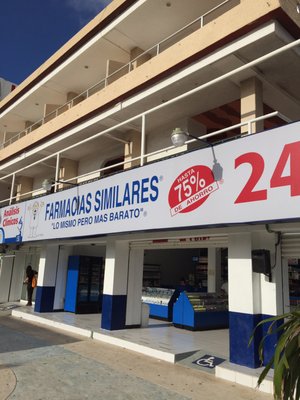 Análisis
Clínicos
FARMACIAS SIMILARES®
"LO MISMO PERO MAS BARATO"
HASTA
75%
DE AHORRO
24